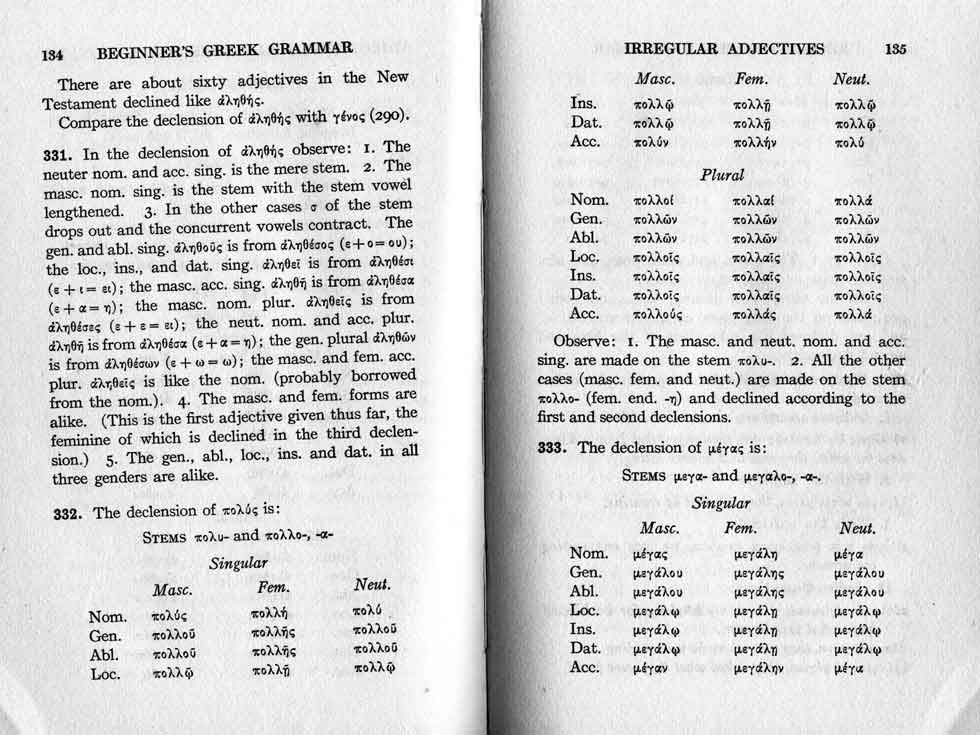 134 BEGINNER'S GREEK GRAMMAR
There are about sixty adjectives in the New
Testament declined like ἀληθής.
Compare the declension of ἀληθής with γένος (290).
331. In the declension of ἀληθής observe: 1. The
neuter nom. and acc. sing. is the mere stem. 2. The
masc. nom. sing. is the stem with the stem vowel
lengthened. 3. In the other cases σ of the stem
drops out and the concurrent vowels contract. The
gen. and abl. sing. ἀληθοῦς is from ἀληθέσος (ε+ο=ου);
the loc., ins., and dat. sing. ἀληθεῖ is from ἀληθέσι
(ε + ι= ει); the masc. acc. sing. ἀληθῆ is from ἀληθέσα
(ε + α= η); the masc. nom. plur. ἀληθεῖς is from
ἀληθέσες (ε + ε= ει); the neut. nom. and acc. plur.
ἀληθῆ is from ἀληθέσα (ε+α=η); the gen. plural ἀληθῶν
is from ἀληθέσων (ε + ω = ω); the masc. and fem. acc.
plur. ἀληθεῖς is like the nom. (probably borrowed
from the nom.). 4. The masc. and fem. forms are
alike. (This is the first adjective given thus far, the
feminine of which is declined in the third declen-
sion.) 5. The gen., abl., loc., ins. and dat. in all
three genders are alike.
332. The declension of πολύς is:
STEMS πολυ- and πολλο-, -α-
Singular
Masc. Fem. Neut.
Nom. πολύς πολλή πολύ
Gen. πολλοῦ πολλῆς πολλοῦ
Abl. πολλοῦ πολλῆς πολλοῦ
Loc. πολλῷ πολλῇ πολλῷ
IRREGULAR ADJECTIVES 135
Masc. Fem. Neut.
Ins. πολλῷ πολλῇ πολλῷ
Dat. πολλῷ πολλῇ πολλῷ
Acc. πολύν πολλήν πολύ
Plural
Nom. πολλοί πολλαί πολλά
Gen. πολλῶν πολλῶν πολλῶν
Abl. πολλῶν πολλῶν πολλῶν
Loc. πολλοῖς πολλαῖς πολλοῖς
Ins. πολλοῖς πολλαῖς πολλοῖς
Dat. πολλοῖς πολλαῖς πολλοῖς
Acc. πολλούς πολλάς πολλά
Observe: 1. The masc. and neut. nom. and acc.
sing. are made on the stem πολυ-. 2. All the other
cases (masc. fem. and neut.) are made on the stem
πολλο- (fem. end. -η) and declined according to the
first and second declensions.
333. The declension of μέγας is:
STEMS μεγα- and μεγαλο-, -α-.
Singular
Masc. Fem. Neut.
Nom. μέγας μεγάλη μέγα
Gen. μεγάλου μεγάλης μεγάλου
Abl. μεγάλου μεγάλης μεγάλου
Loc. μεγάλῳ μεγάλῃ μεγάλῳ
Ins. μεγάλῳ μεγάλῃ μεγάλῳ
Dat. μεγάλῳ μεγάλῃ μεγάλῳ
Acc. μέγαν μεγάλην μέγα